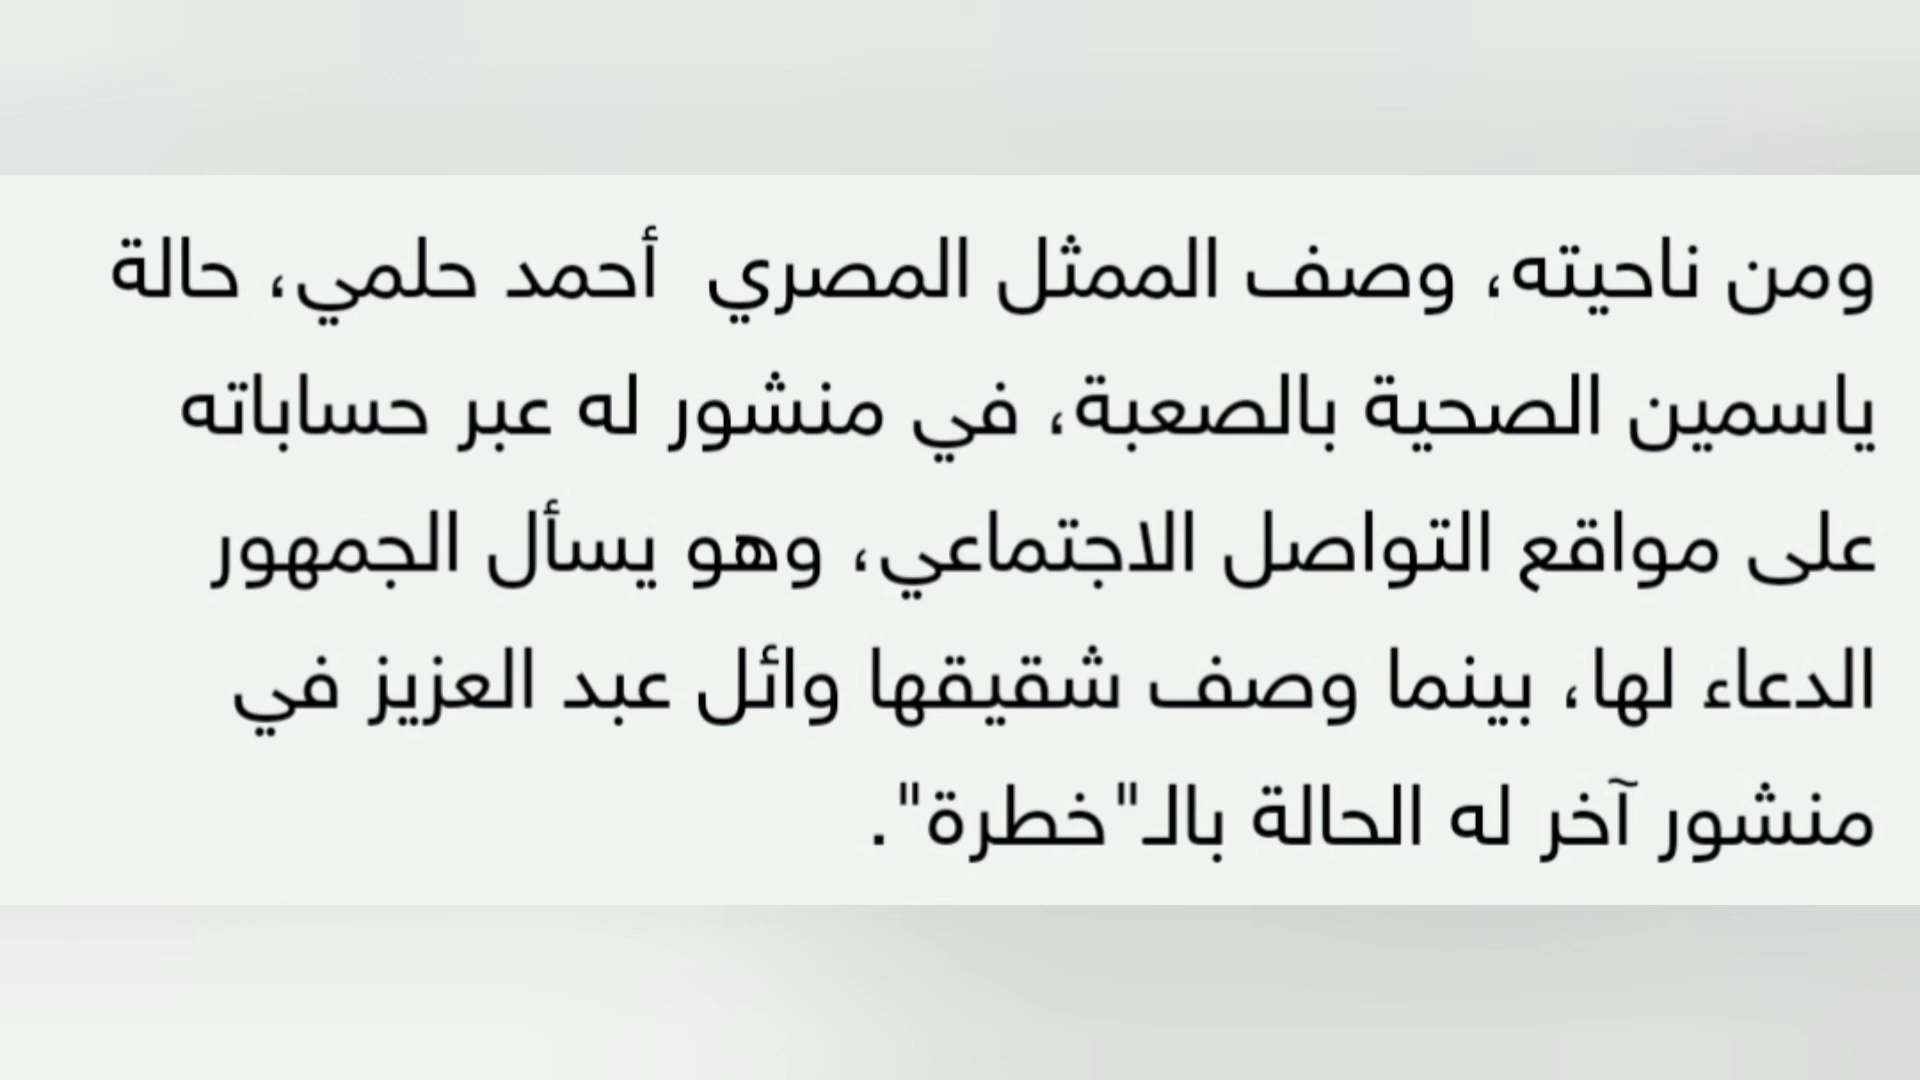 ومن ناحيته، وصف الممثل المصري  أحمد حلمي، حالة
ياسمين الصحية بالصعبة، في منشور له عبر حساباته
على مواقع التواصل الاجتماعي، وهو يسأل الجمهور
الدعاء لها، بينما وصف شقيقها وائل عبد العزيز في
منشور آخر له الحالة بالـ"خطرة".